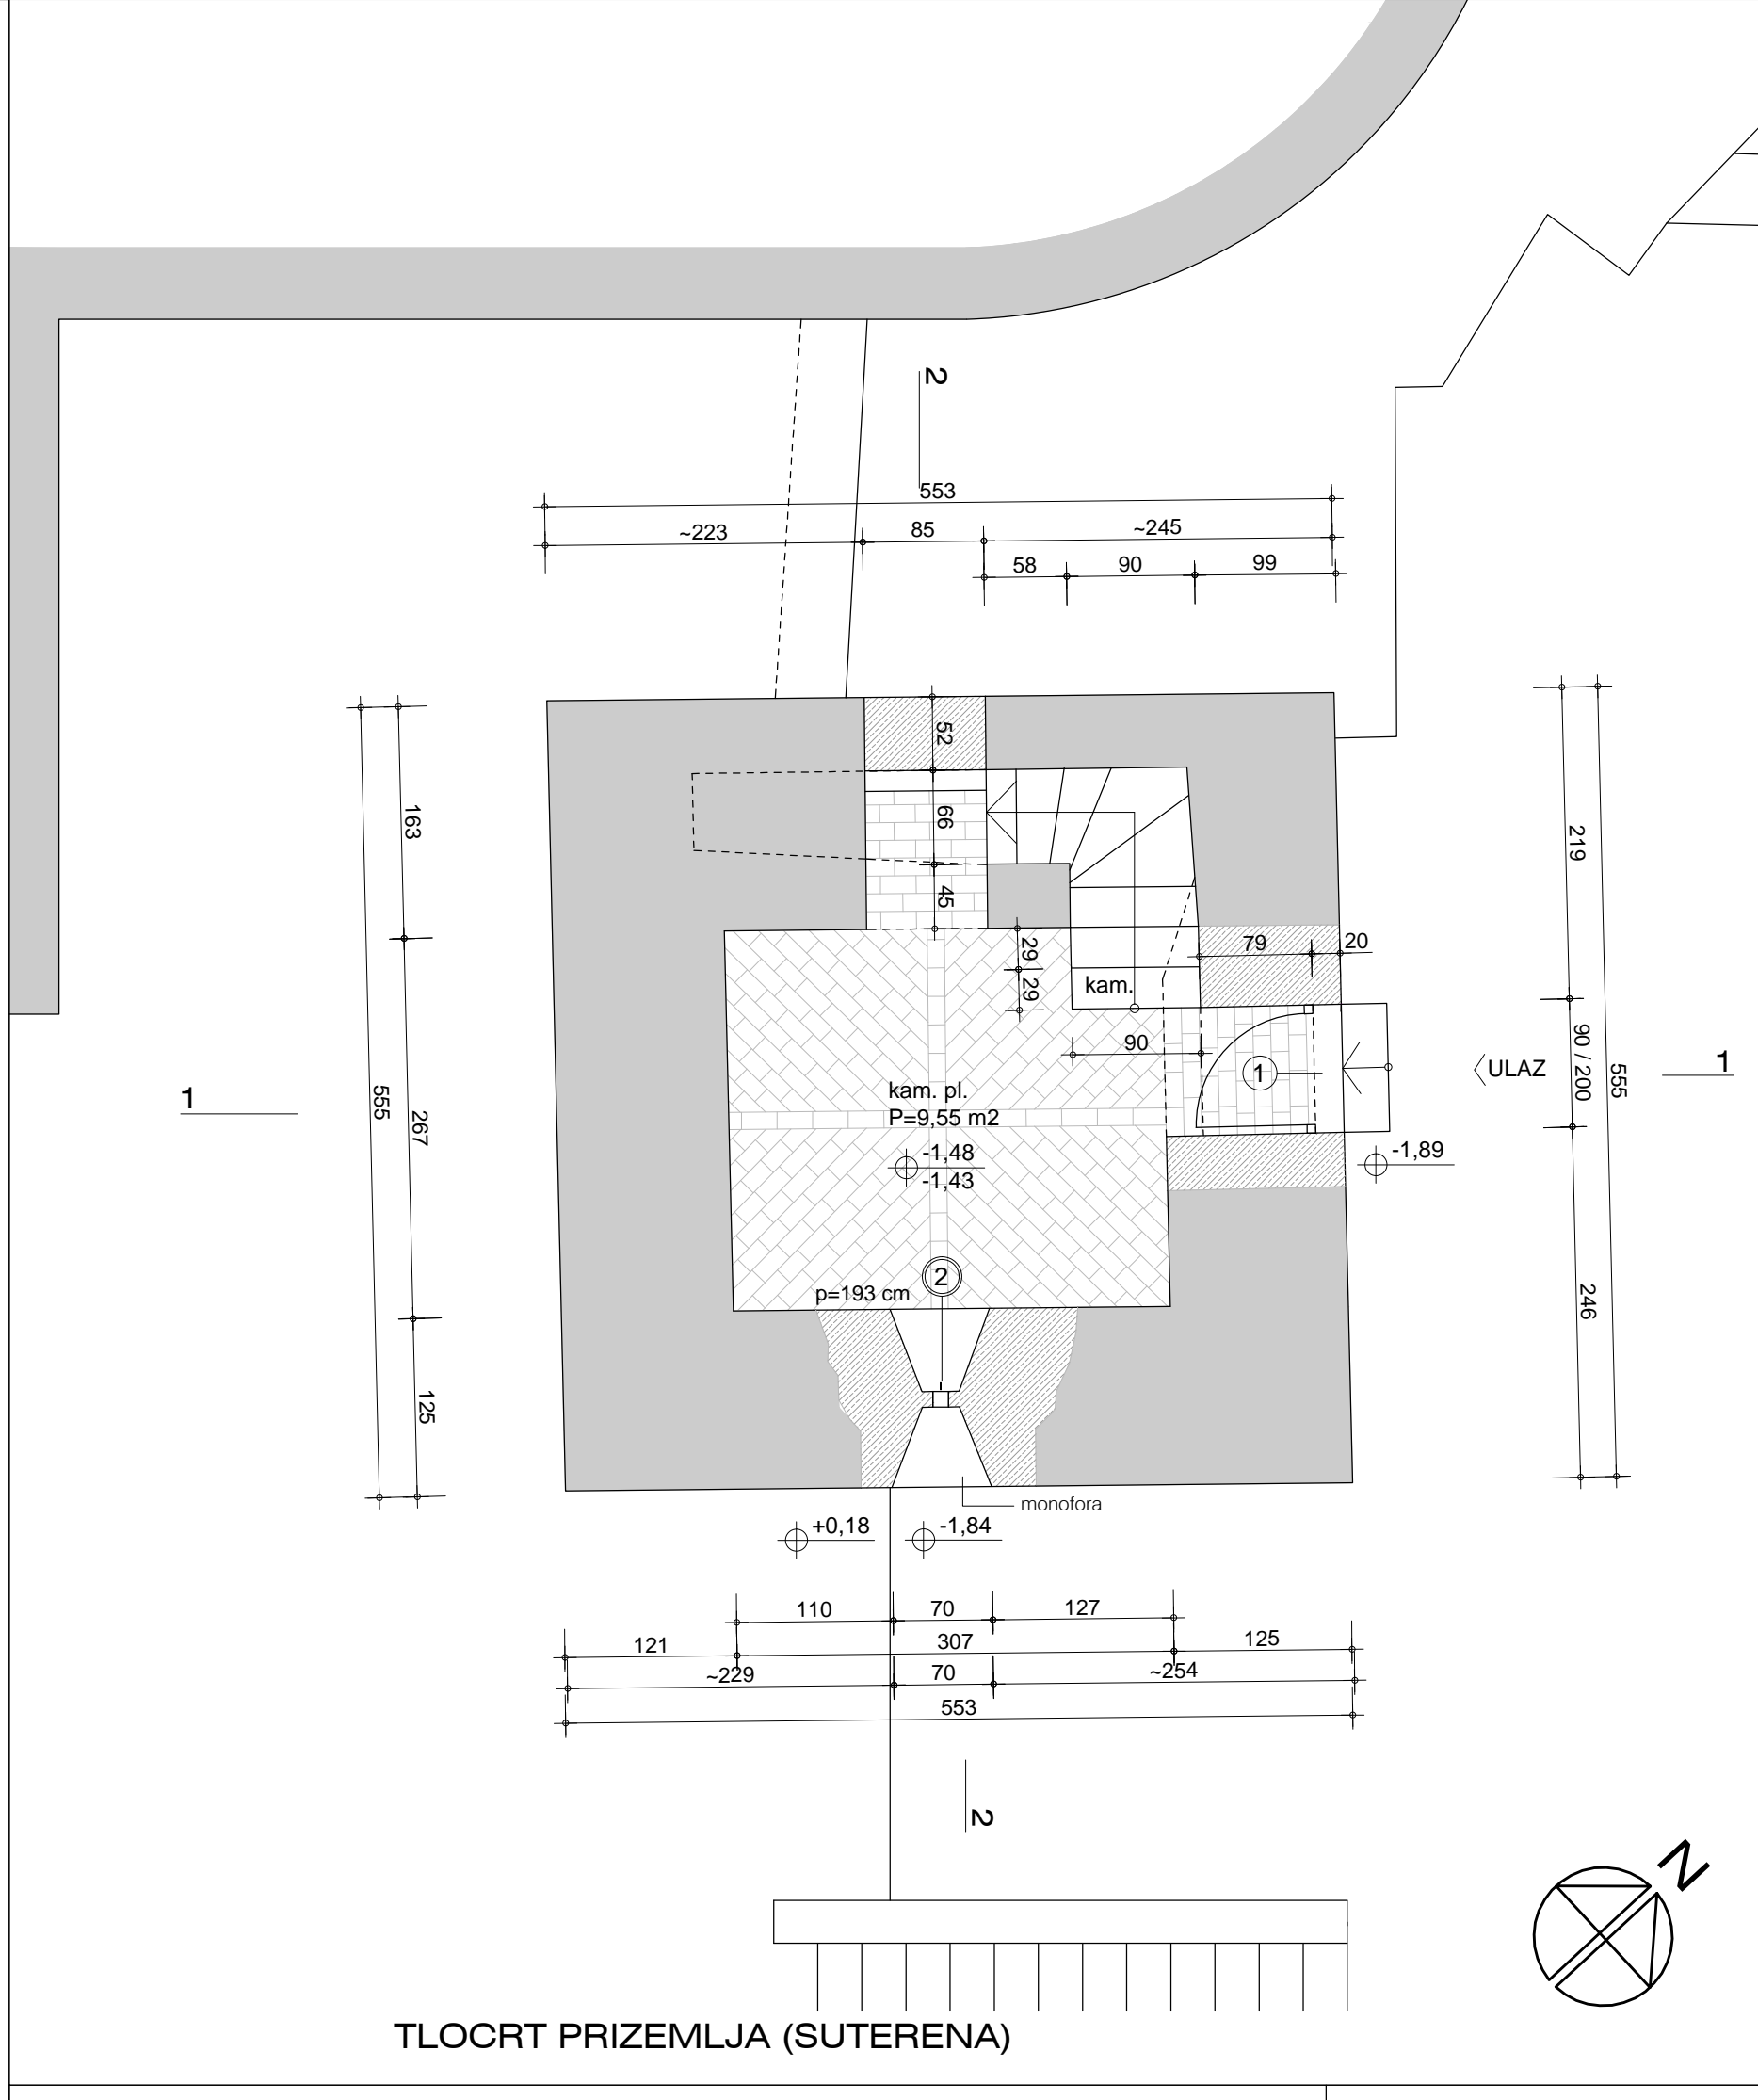 2
553
~223 85 ~245
58 90 99
52
66
45
163
219
29
29
79 20
kam.
90
90 / 200
ULAZ
555
1
1
555
267
kam. pl.
P=9,55 m2
1
-1,48
-1,43
-1,89
2
p=193 cm
246
125
monofora
+0,18 -1,84
110 70 127
121 307 125
~229 70 ~254
553
2
N
TLOCRT PRIZEMLJA (SUTERENA)